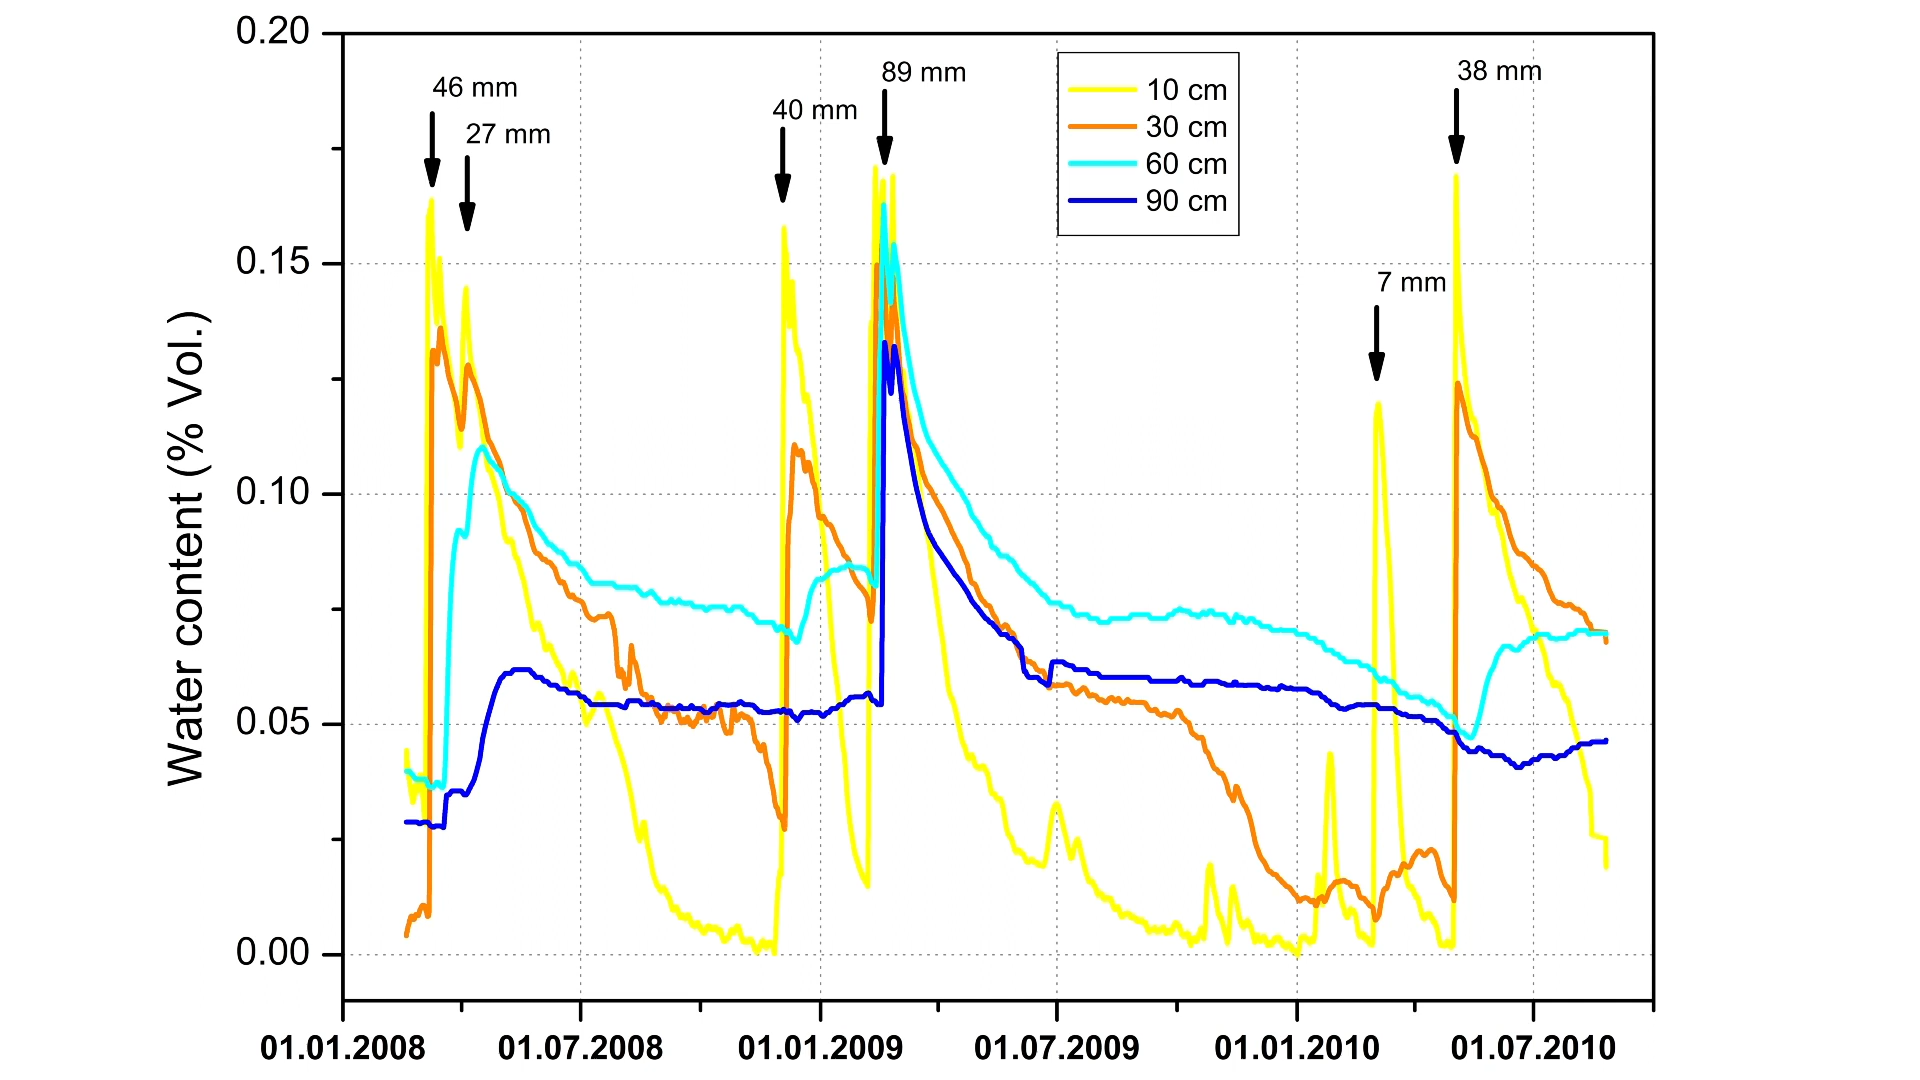 0.20
0.15
0.10
0.05
0.00
Water content (% Vol.)
46 mm
27 mm
40 mm
89 mm
7 mm
38 mm
10 cm
30 cm
60 cm
90 cm
01.01.2008
01.07.2008
01.01.2009
01.07.2009
01.01.2010
01.07.2010